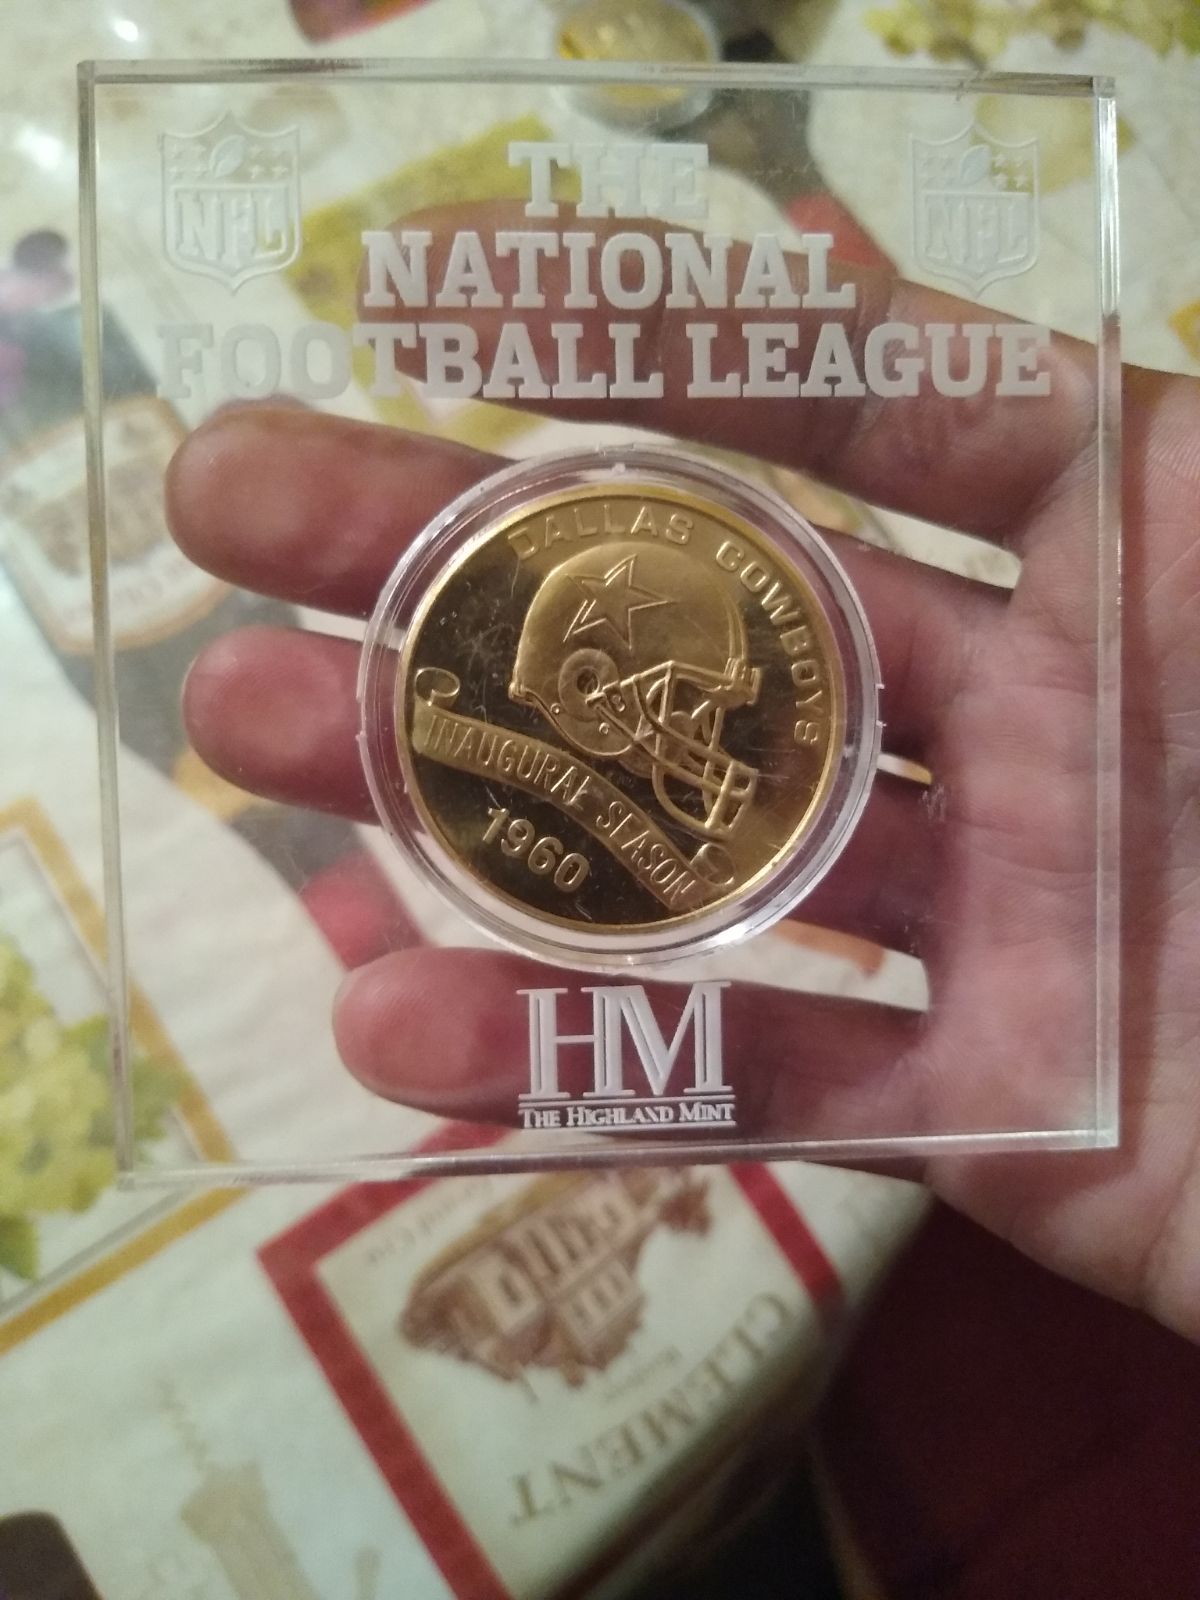 NFL
NFL
THE
NATIONAL
FOOTBALL LEAGUE
DALLAS COWBOYS
INAUGURAL SEASON
1960
HM
THE HIGHLAND MINT
CLEMENT